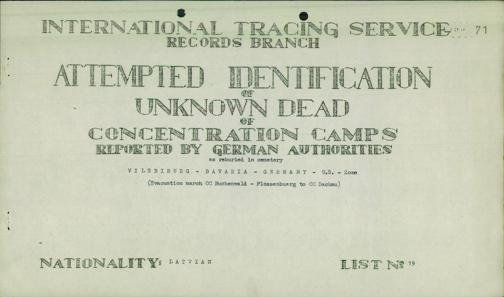 INTERNATIONAL TRACING SERVICE
71
RECORDS BRANCH
ATTEMPTED IDENTIFICATION
OF
UNKNOWN DEAD
OF
CONCENTRATION CAMPS
REPORTED BY GERMAN AUTHORITIES
as reburied in cemetery
VILSBIBURG - BAVARIA - GERMANY - U.S. - Zone
(Evacuation march CC Buchenwald - Flossenbuerg to CC Dachau)
NATIONALITY: LATVIAN
LIST No 79